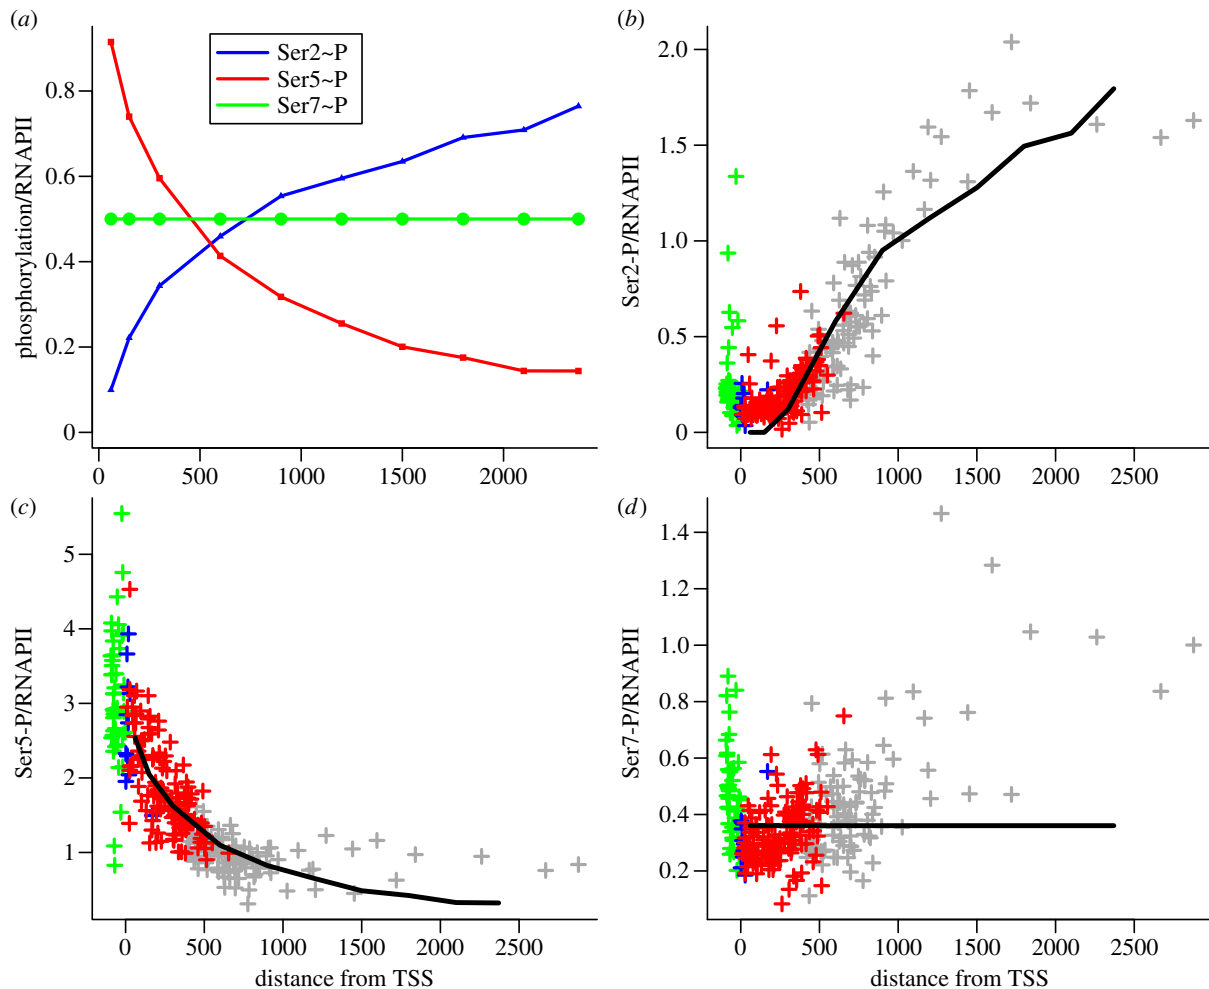 (a)
phosphorylation/RNAPII
0.8
0.6
0.4
0.2
0
Ser2~P
Ser5~P
Ser7~P
0 500 1000 1500 2000
(b)
Ser2-P/RNAPII
2.0
1.5
1.0
0.5
0
0 500 1000 1500 2000 2500
(c)
Ser5-P/RNAPII
5
4
3
2
1
0 500 1000 1500 2000 2500
distance from TSS
(d)
Ser7-P/RNAPII
1.4
1.2
1.0
0.8
0.6
0.4
0.2
0 500 1000 1500 2000 2500
distance from TSS